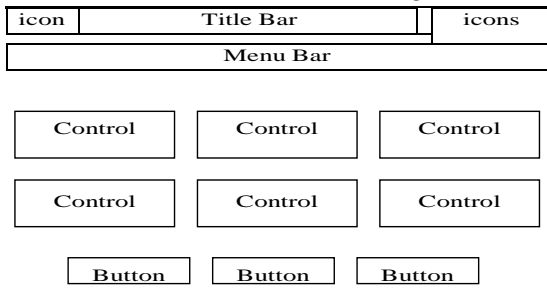 icon Title Bar icons
Menu Bar
Control Control Control
Control Control Control
Button Button Button